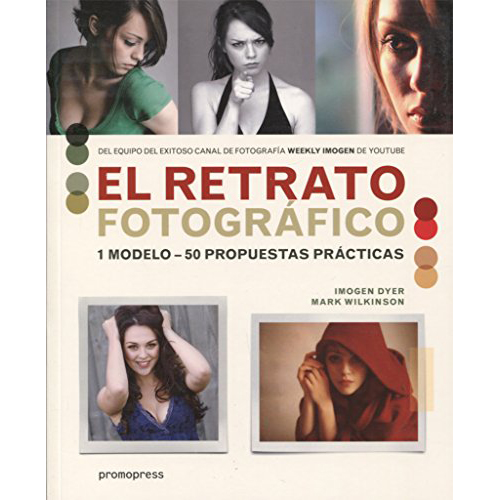 DEL EQUIPO DEL EXITOSO CANAL DE FOTOGRAFÍA WEEKLY IMOGEN DE YOUTUBE
EL RETRATO
FOTOGRÁFICO
1 MODELO – 50 PROPUESTAS PRÁCTICAS
IMOGEN DYER
MARK WILKINSON
promopress